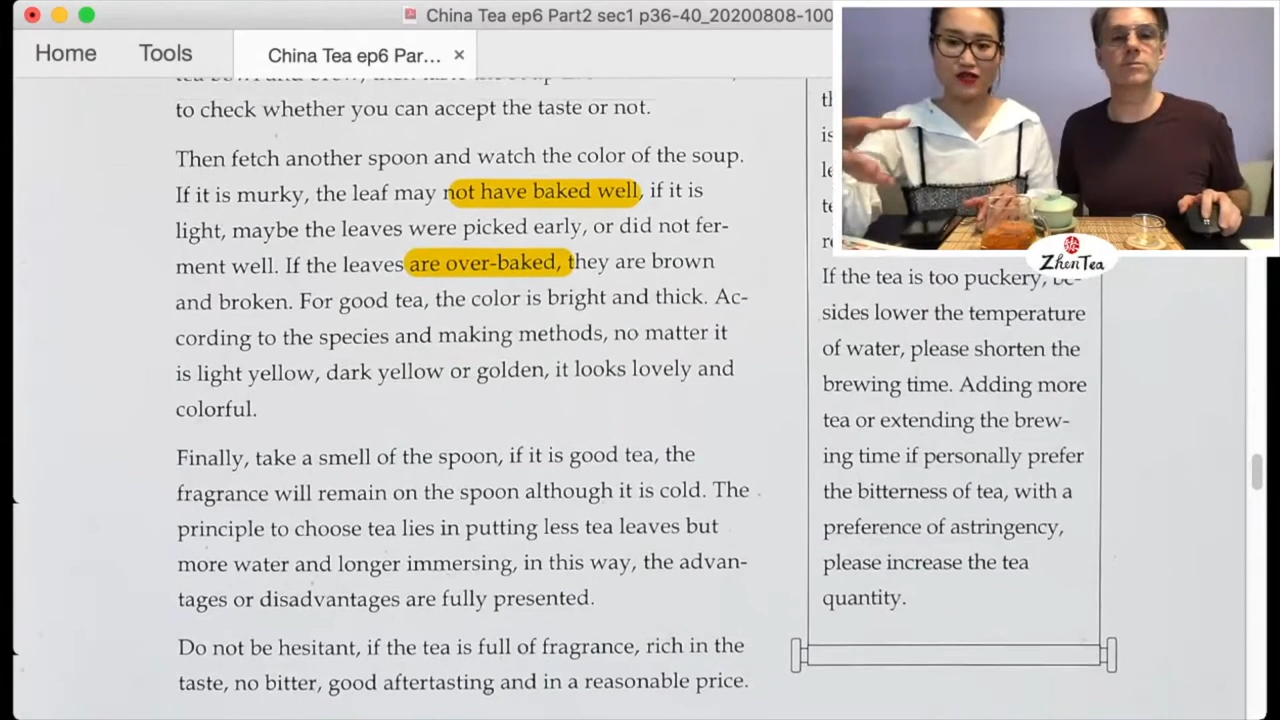 China Tea ep6 Part2 sec1 p36-40_20200808-100
Home
Tools
China Tea ep6 Par... ×
to check whether you can accept the taste or not.
Then fetch another spoon and watch the color of the soup.
If it is murky, the leaf may not have baked well, if it is
light, maybe the leaves were picked early, or did not fer-
ment well. If the leaves are over-baked, they are brown
and broken. For good tea, the color is bright and thick. Ac-
cording to the species and making methods, no matter it
is light yellow, dark yellow or golden, it looks lovely and
colorful.
Finally, take a smell of the spoon, if it is good tea, the
fragrance will remain on the spoon although it is cold. The
principle to choose tea lies in putting less tea leaves but
more water and longer immersing, in this way, the advan-
tages or disadvantages are fully presented.
Do not be hesitant, if the tea is full of fragrance, rich in the
taste, no bitter, good aftertasting and in a reasonable price.
If the tea is too puckery, be-
sides lower the temperature
of water, please shorten the
brewing time. Adding more
tea or extending the brew-
ing time if personally prefer
the bitterness of tea, with a
preference of astringency,
please increase the tea
quantity.
ZhenTea